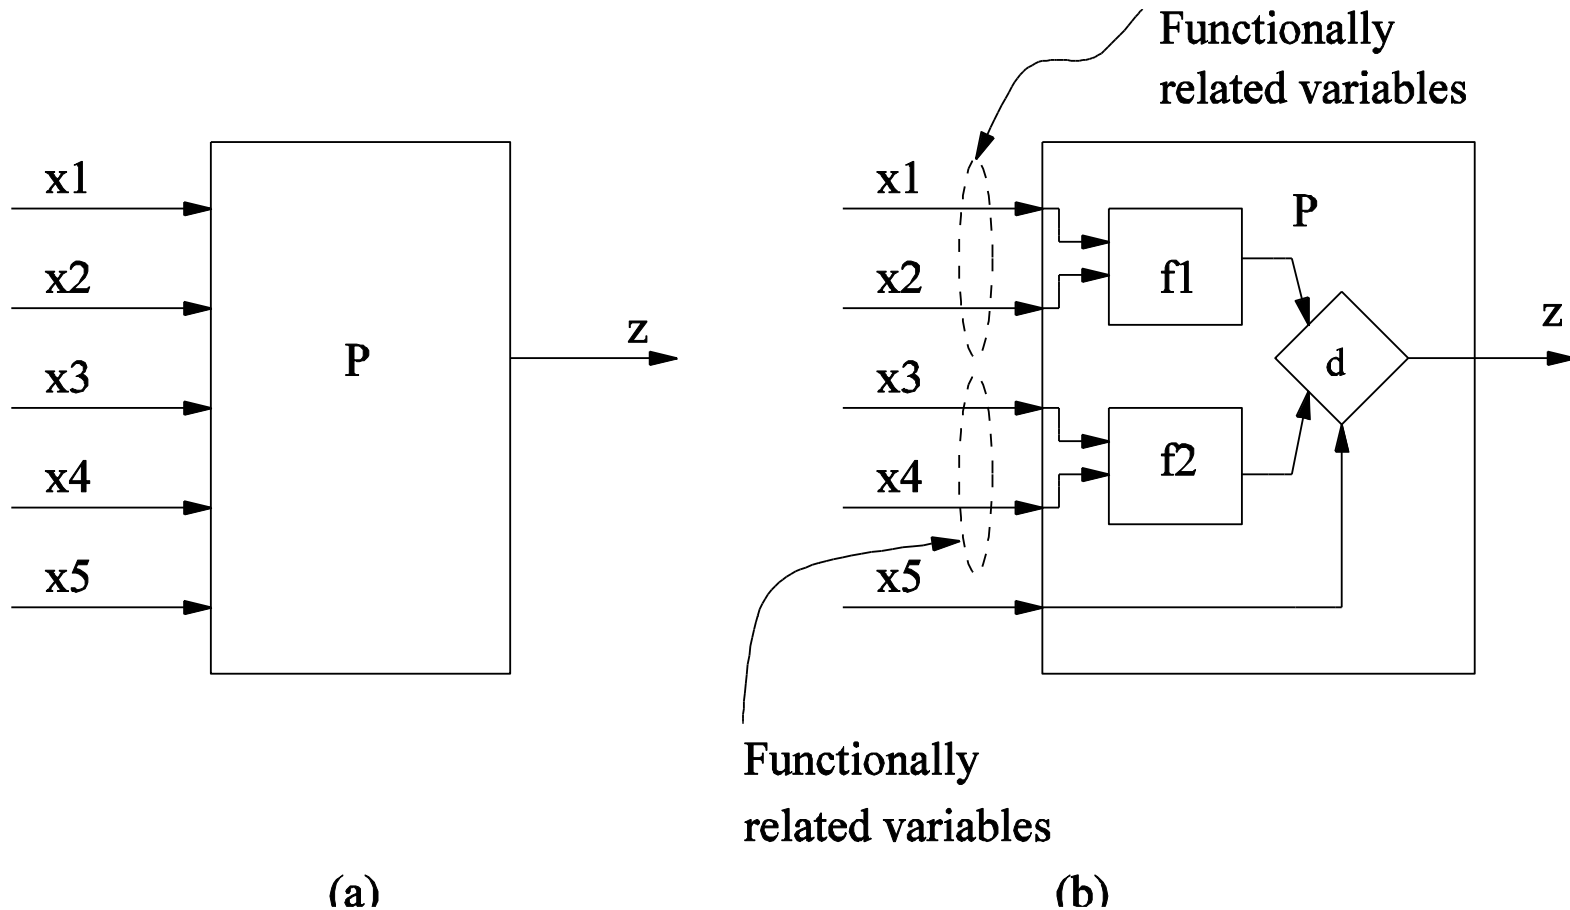 x1
x2
x3
x4
x5
P
z
(a)
Functionally
related variables
x1
x2
x3
x4
x5
f1
f2
P
d
z
Functionally
related variables
(b)